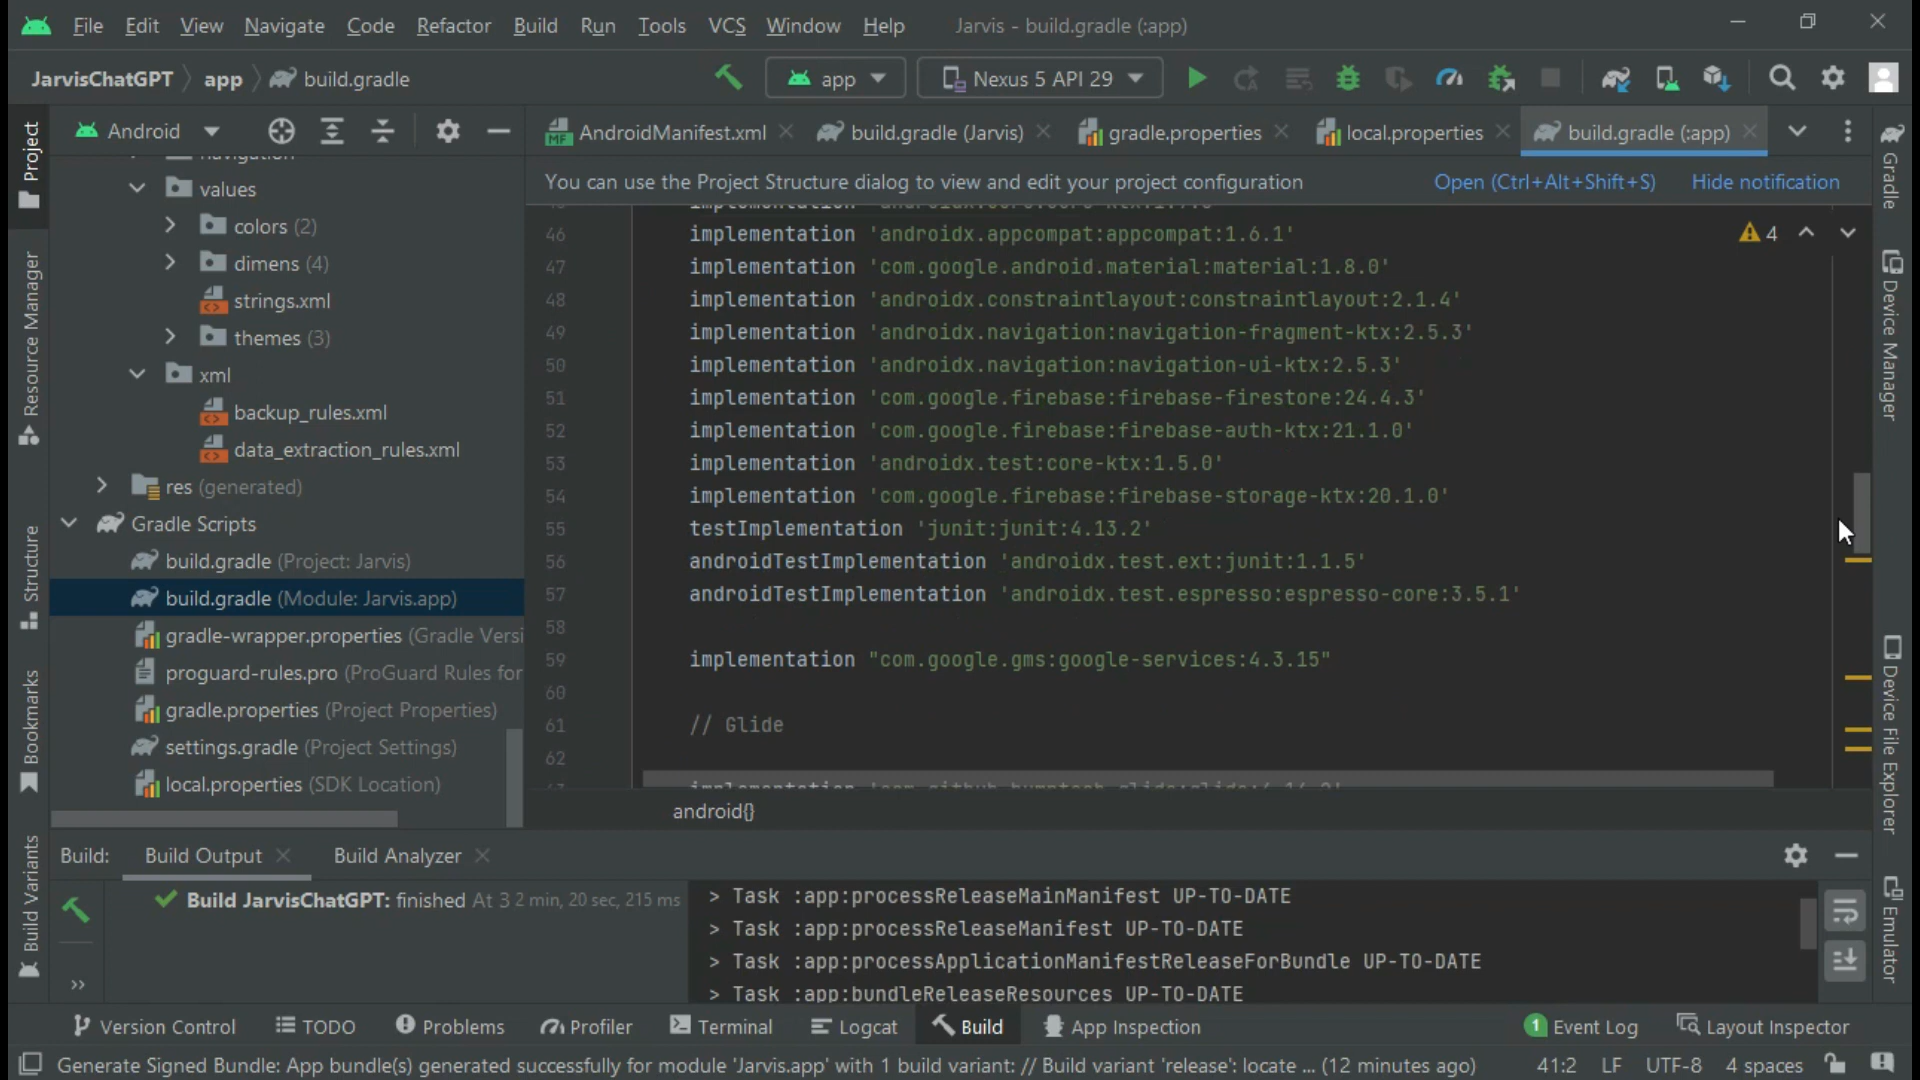 File Edit View Navigate Code Refactor Build Run Tools VCS Window Help Jarvis - build.gradle (:app)
JarvisChatGPT app build.gradle app Nexus 5 API 29
Android
AndroidManifest.xml build.gradle (Jarvis) gradle.properties local.properties build.gradle (:app)
You can use the Project Structure dialog to view and edit your project configuration Open (Ctrl+Alt+Shift+S) Hide notification
Project
Resource Manager
Structure
Bookmarks
Build Variants
navigation
values
colors (2)
dimens (4)
strings.xml
themes (3)
xml
backup_rules.xml
data_extraction_rules.xml
res (generated)
Gradle Scripts
build.gradle (Project: Jarvis)
build.gradle (Module: Jarvis.app)
gradle-wrapper.properties (Gradle Versi
proguard-rules.pro (ProGuard Rules for
gradle.properties (Project Properties)
settings.gradle (Project Settings)
local.properties (SDK Location)
4
46 implementation 'androidx.appcompat:appcompat:1.6.1'
47 implementation 'com.google.android.material:material:1.8.0'
48 implementation 'androidx.constraintlayout:constraintlayout:2.1.4'
49 implementation 'androidx.navigation:navigation-fragment-ktx:2.5.3'
50 implementation 'androidx.navigation:navigation-ui-ktx:2.5.3'
51 implementation 'com.google.firebase:firebase-firestore:24.4.3'
52 implementation 'com.google.firebase:firebase-auth-ktx:21.1.0'
53 implementation 'androidx.test:core-ktx:1.5.0'
54 implementation 'com.google.firebase:firebase-storage-ktx:20.1.0'
55 testImplementation 'junit:junit:4.13.2'
56 androidTestImplementation 'androidx.test.ext:junit:1.1.5'
57 androidTestImplementation 'androidx.test.espresso:espresso-core:3.5.1'
58
59 implementation "com.google.gms:google-services:4.3.15"
60
61 // Glide
62
android{}
Gradle
Device Manager
Device File Explorer
Emulator
Build: Build Output Build Analyzer
Build JarvisChatGPT: finished At 3 2 min, 20 sec, 215 ms
> Task :app:processReleaseMainManifest UP-TO-DATE
> Task :app:processReleaseManifest UP-TO-DATE
> Task :app:processApplicationManifestReleaseForBundle UP-TO-DATE
> Task :app:bundleReleaseResources UP-TO-DATE
Version Control TODO Problems Profiler Terminal Logcat Build App Inspection 1 Event Log Layout Inspector
Generate Signed Bundle: App bundle(s) generated successfully for module 'Jarvis.app' with 1 build variant: // Build variant 'release': locate ... (12 minutes ago) 41:2 LF UTF-8 4 spaces